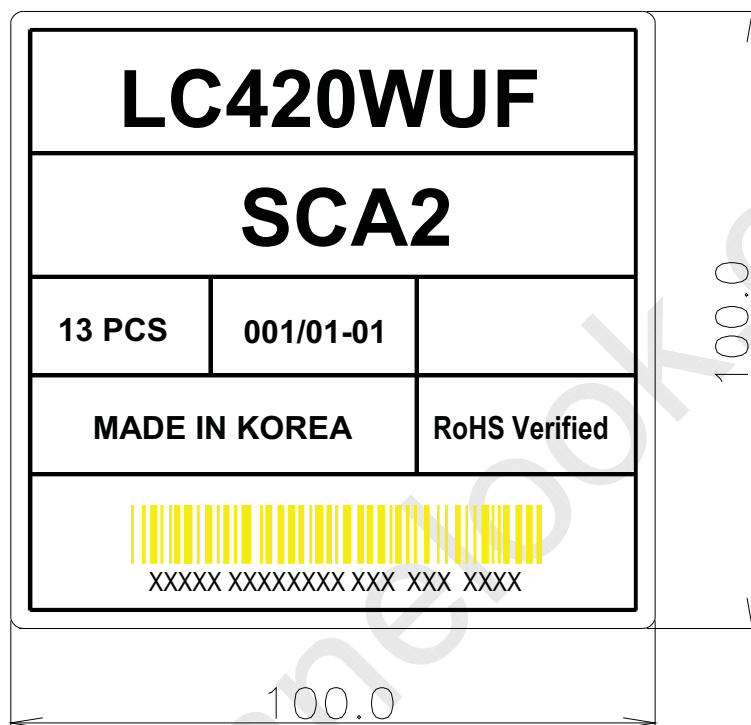 LC420WUF
SCA2
13 PCS 001/01-01
MADE IN KOREA RoHS Verified
XXXXX XXXXXXXX XXX XXX XXXX
100.0
100.0